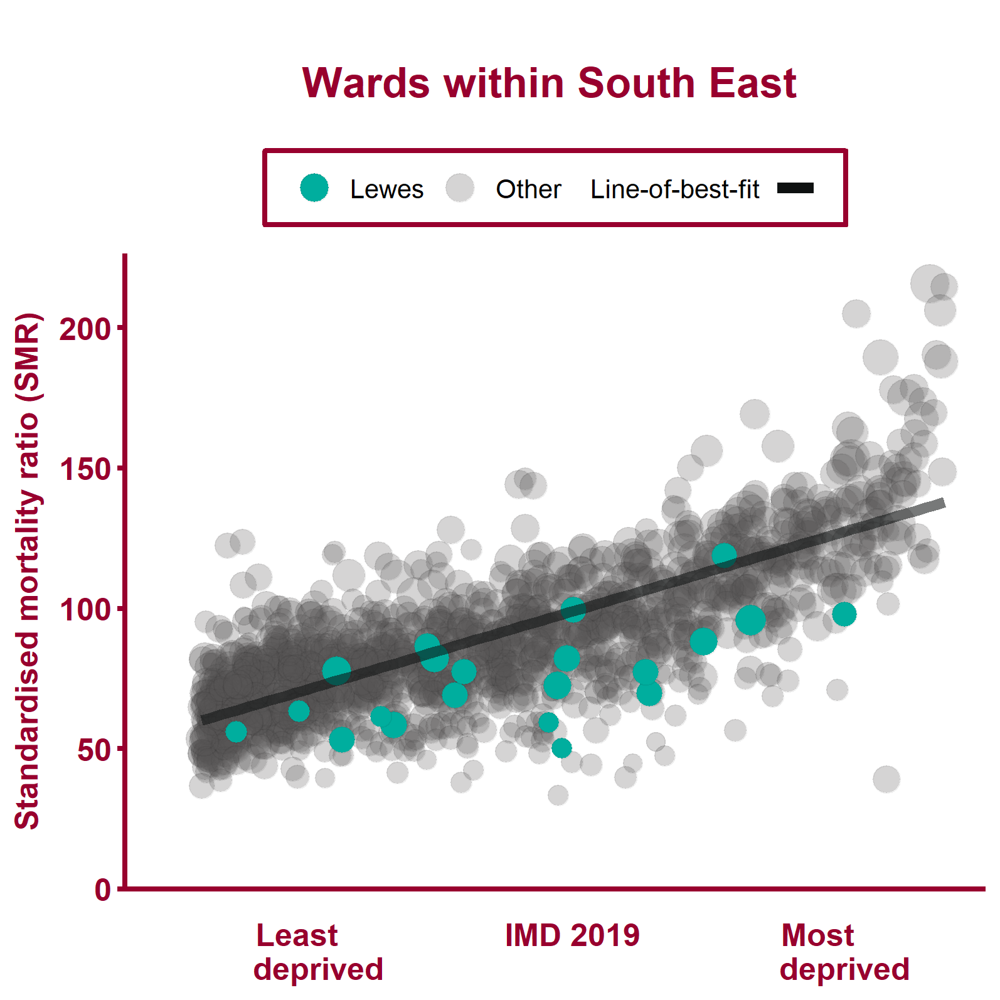 Wards within South East
Lewes Other Line-of-best-fit
Standardised mortality ratio (SMR)
200
150
100
50
0
Least deprived
IMD 2019
Most deprived